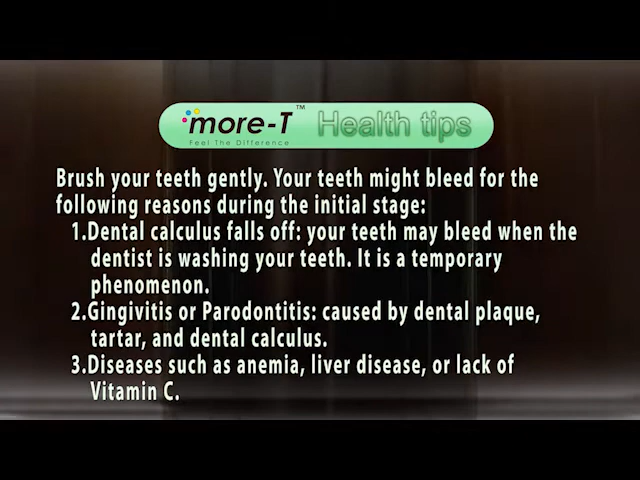 more-T™ Health tips
Feel The Difference
Brush your teeth gently. Your teeth might bleed for the
following reasons during the initial stage:
1.Dental calculus falls off: your teeth may bleed when the
dentist is washing your teeth. It is a temporary
phenomenon.
2.Gingivitis or Parodontitis: caused by dental plaque,
tartar, and dental calculus.
3.Diseases such as anemia, liver disease, or lack of
Vitamin C.